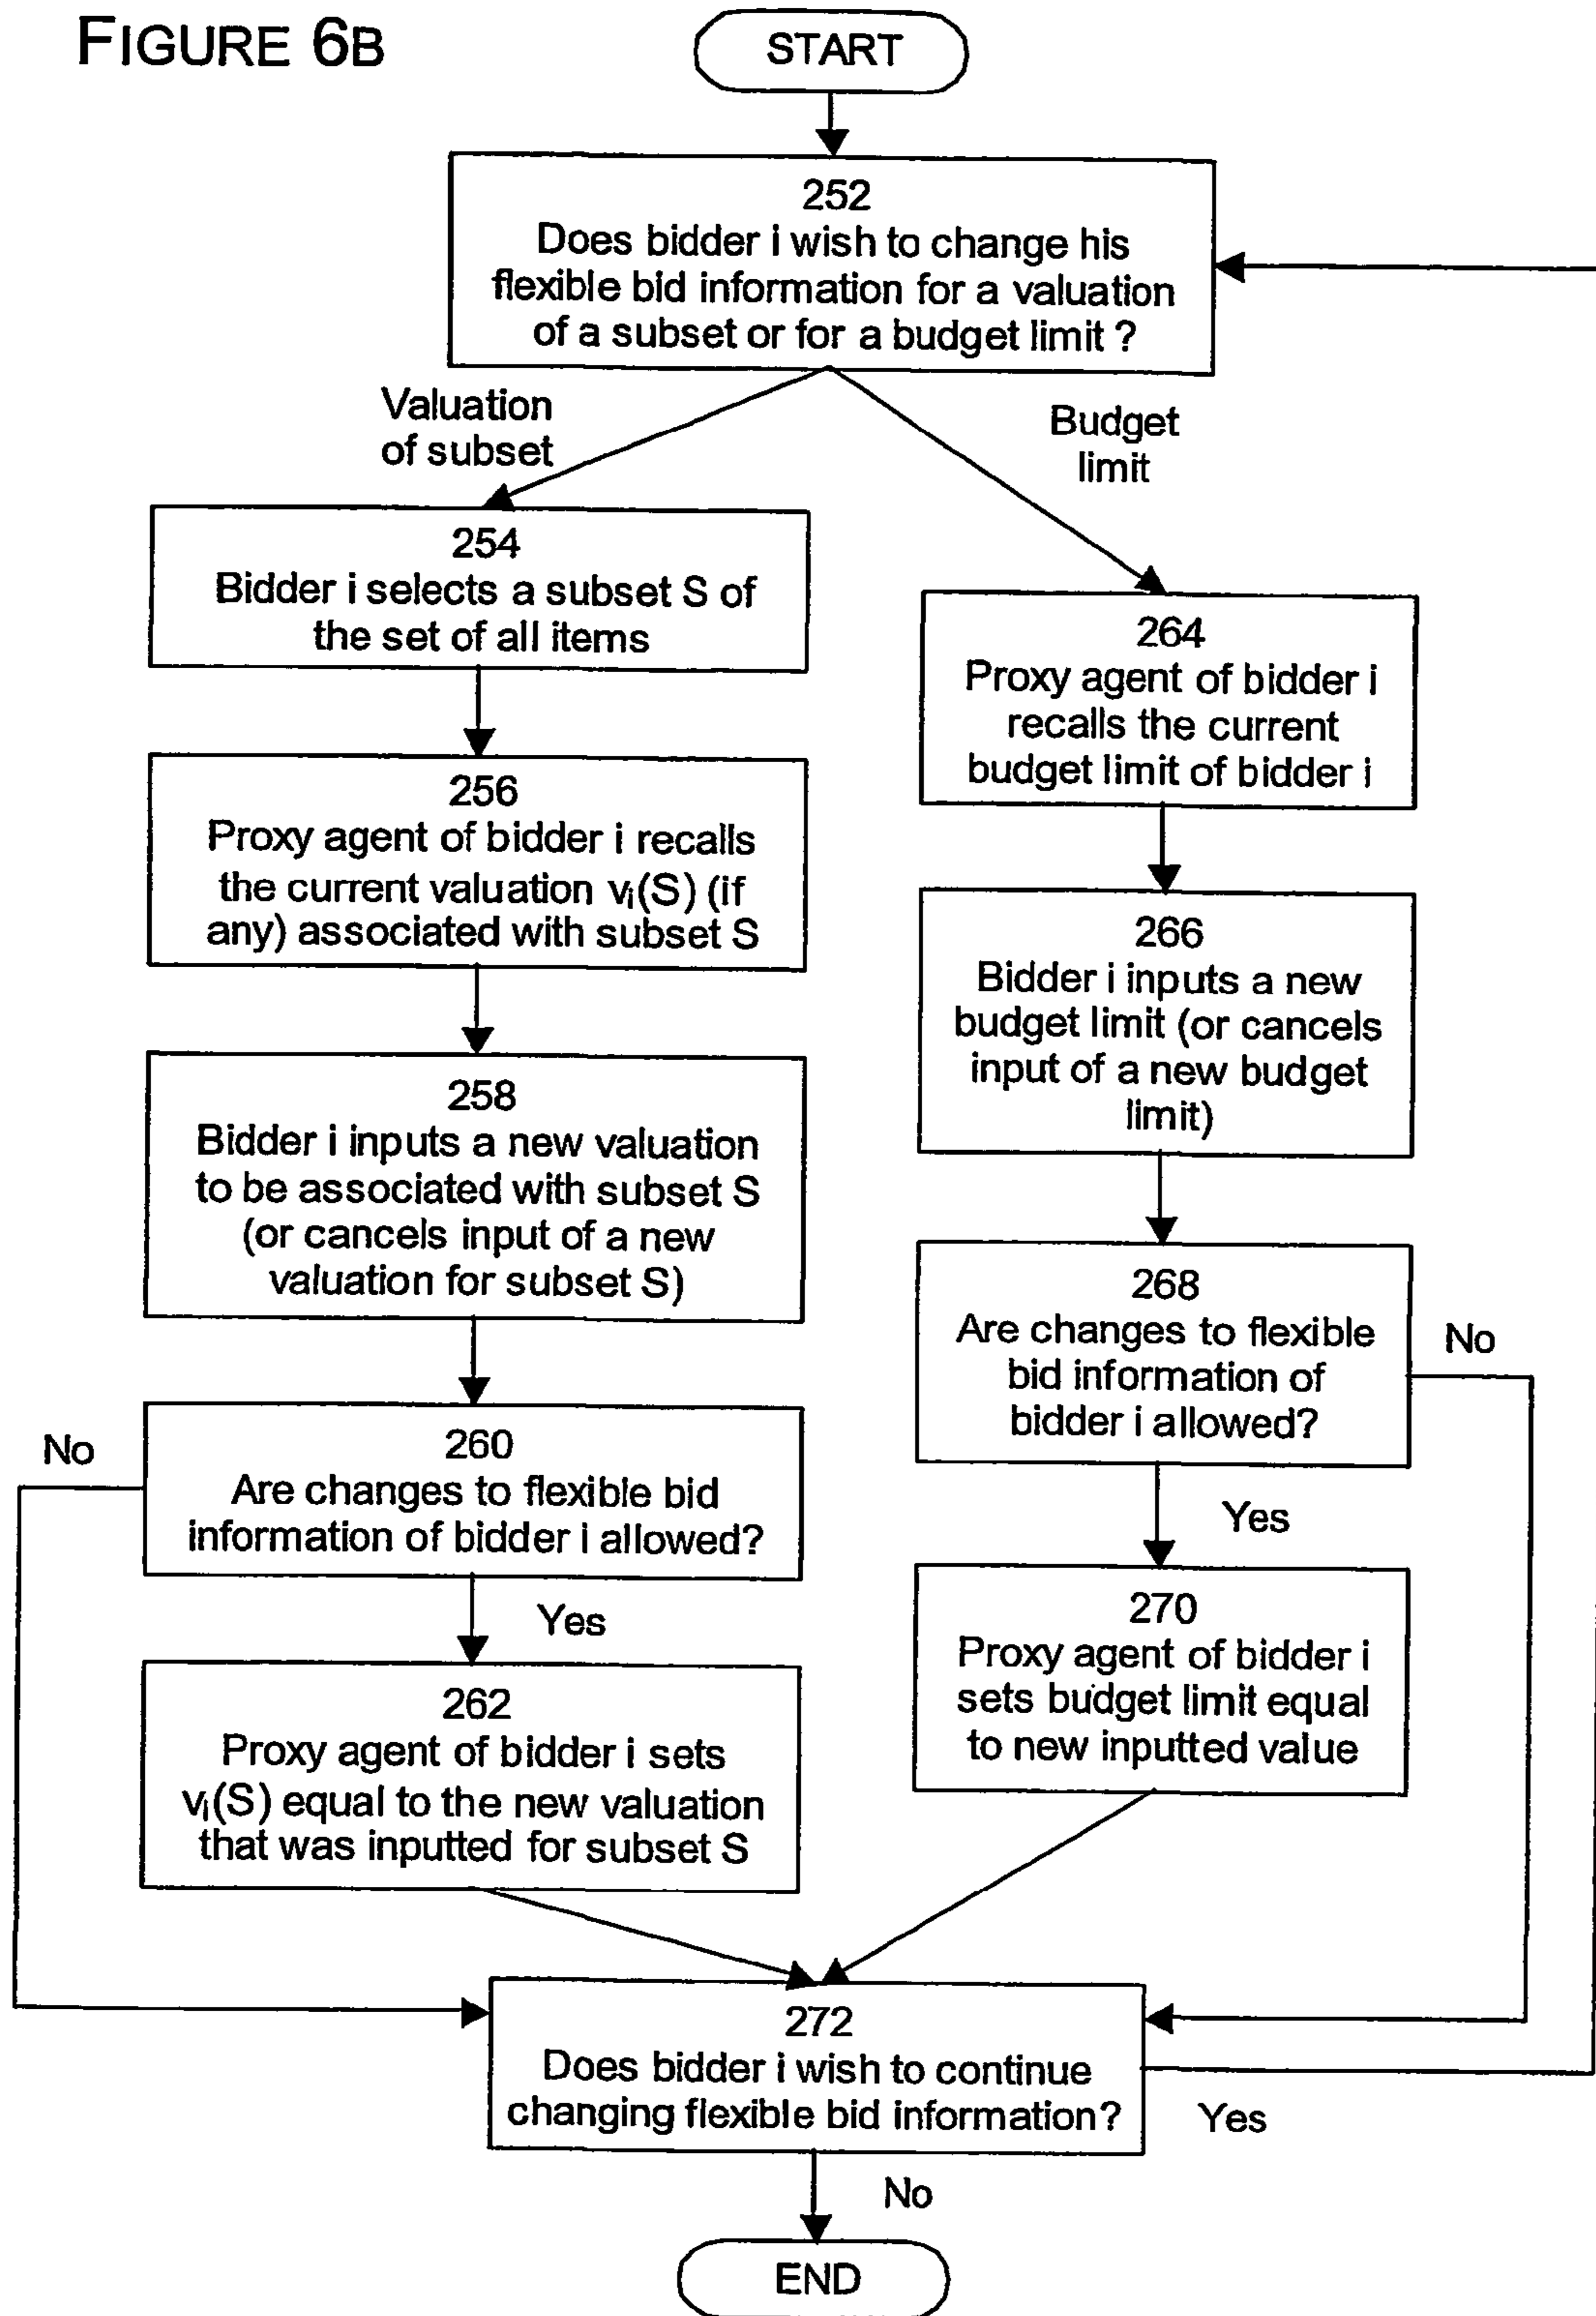 FIGURE 6B
START
252
Does bidder i wish to change his
flexible bid information for a valuation
of a subset or for a budget limit ?
Valuation
of subset
Budget
limit
254
Bidder i selects a subset S of
the set of all items
256
Proxy agent of bidder i recalls
the current valuation vᵢ(S) (if
any) associated with subset S
258
Bidder i inputs a new valuation
to be associated with subset S
(or cancels input of a new
valuation for subset S)
No
260
Are changes to flexible bid
information of bidder i allowed?
Yes
262
Proxy agent of bidder i sets
vᵢ(S) equal to the new valuation
that was inputted for subset S
264
Proxy agent of bidder i
recalls the current
budget limit of bidder i
266
Bidder i inputs a new
budget limit (or cancels
input of a new budget
limit)
268
Are changes to flexible
bid information of
bidder i allowed?
No
Yes
270
Proxy agent of bidder i
sets budget limit equal
to new inputted value
272
Does bidder i wish to continue
changing flexible bid information?
Yes
No
END